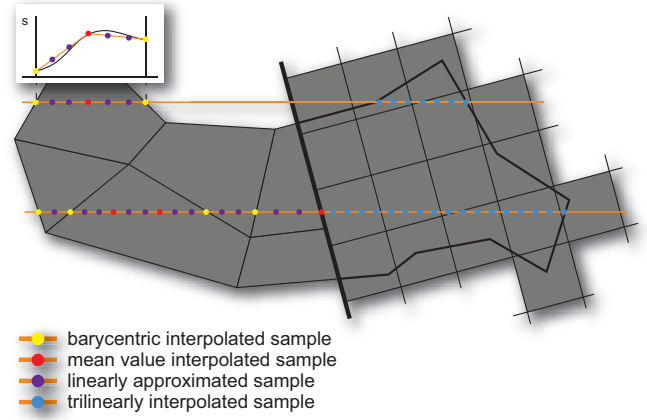 s
barycentric interpolated sample
mean value interpolated sample
linearly approximated sample
trilinearly interpolated sample